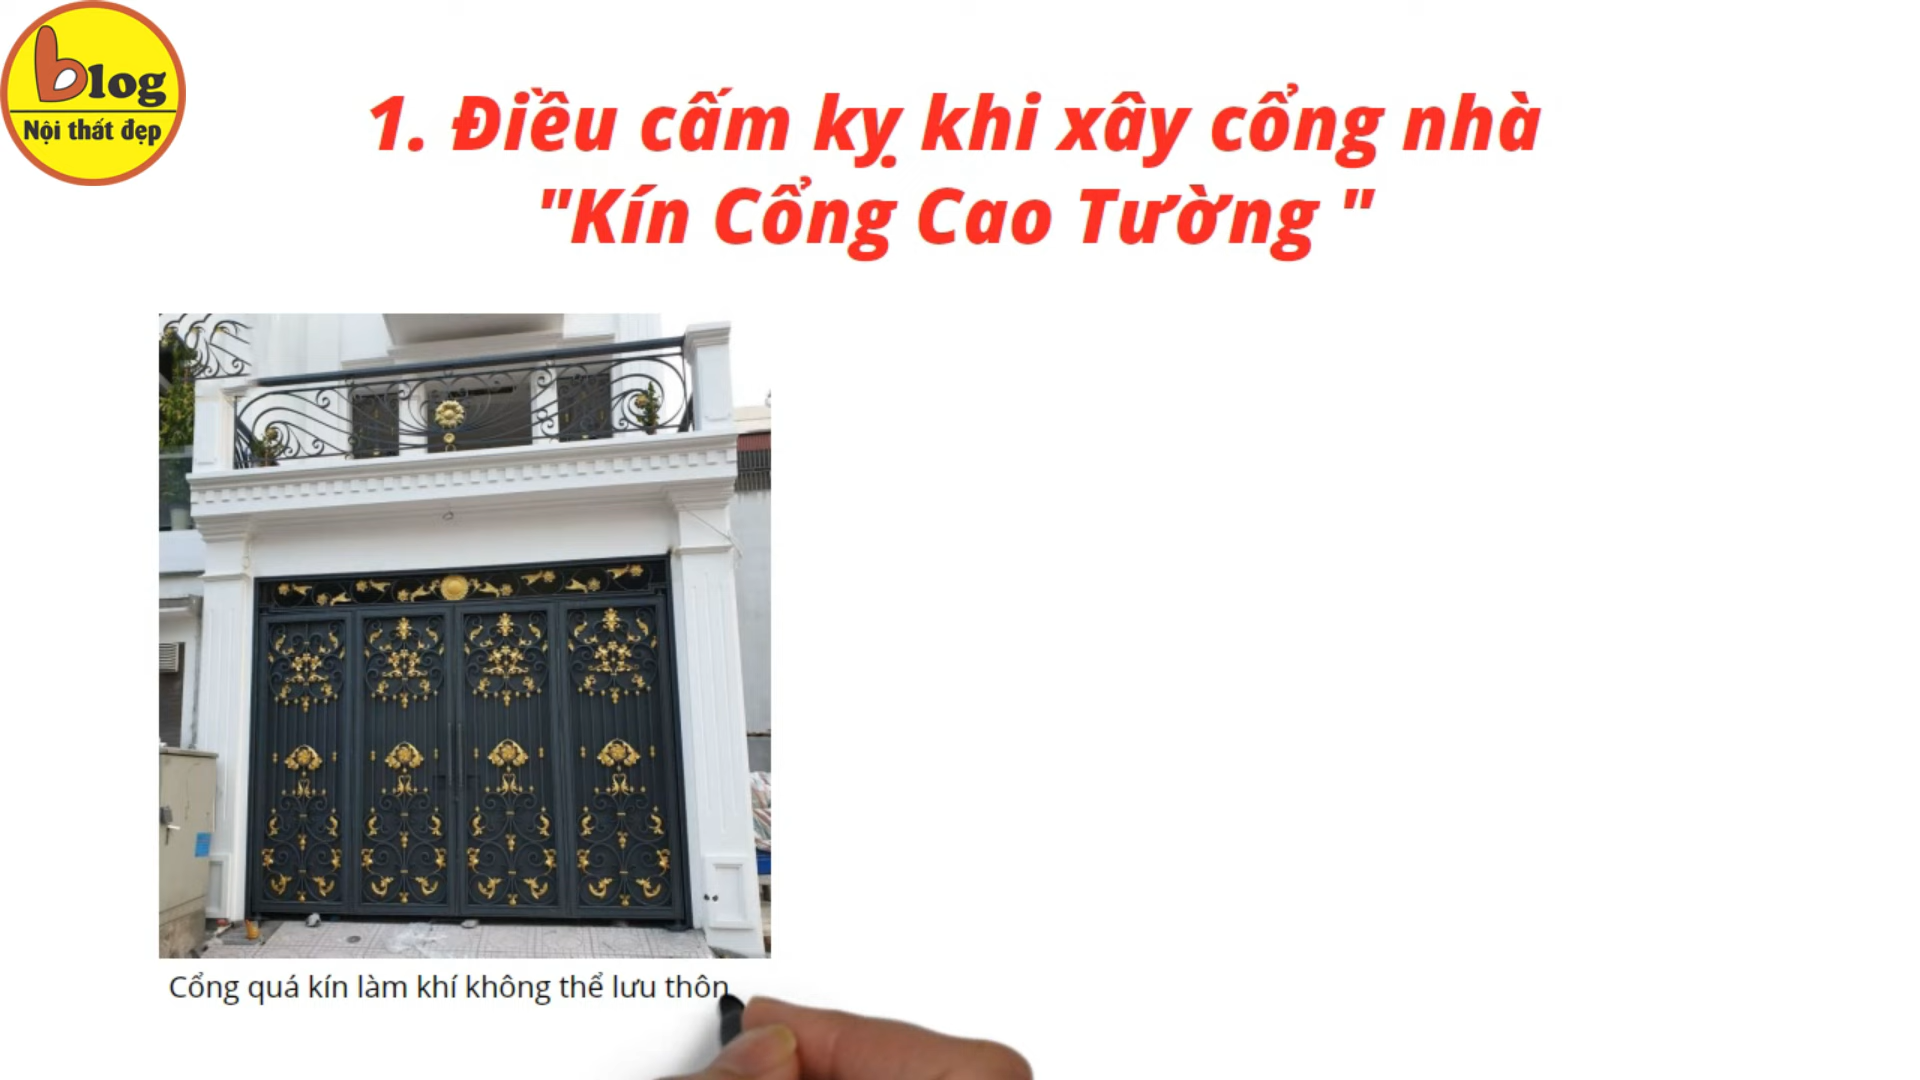 blog
Nội thất đẹp
1. Điều cấm kỵ khi xây cổng nhà
"Kín Cổng Cao Tường "
Cổng quá kín làm khí không thể lưu thôn